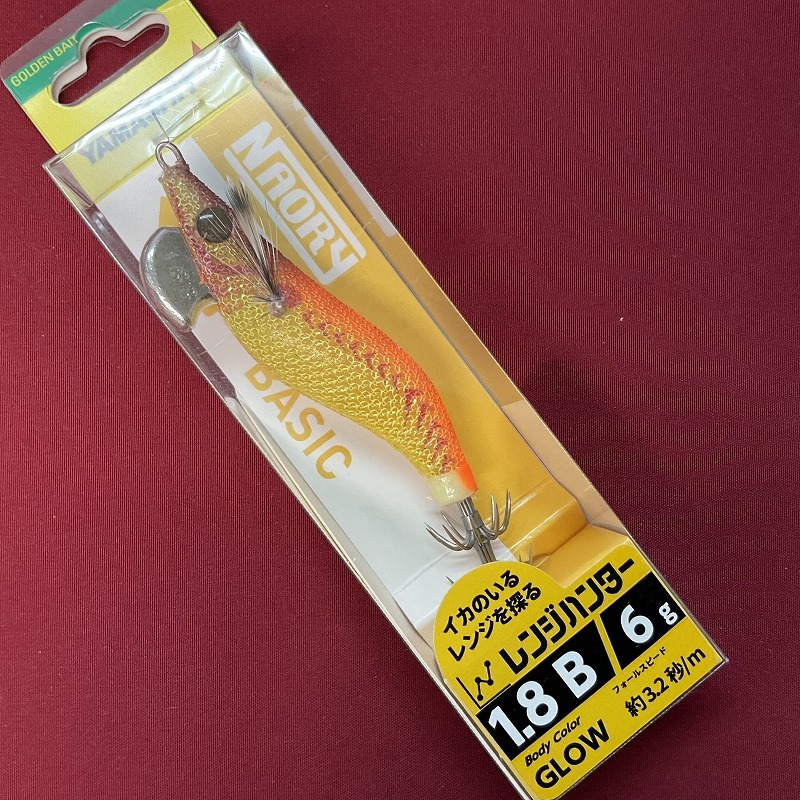 GOLDEN BAIT
YAMASHITA
NAORY
BASIC
イカのいる
レンジを探る
レンジハンター
1.8 B / 6 g
フォールスピード
約3.2秒/m
Body Color
GLOW